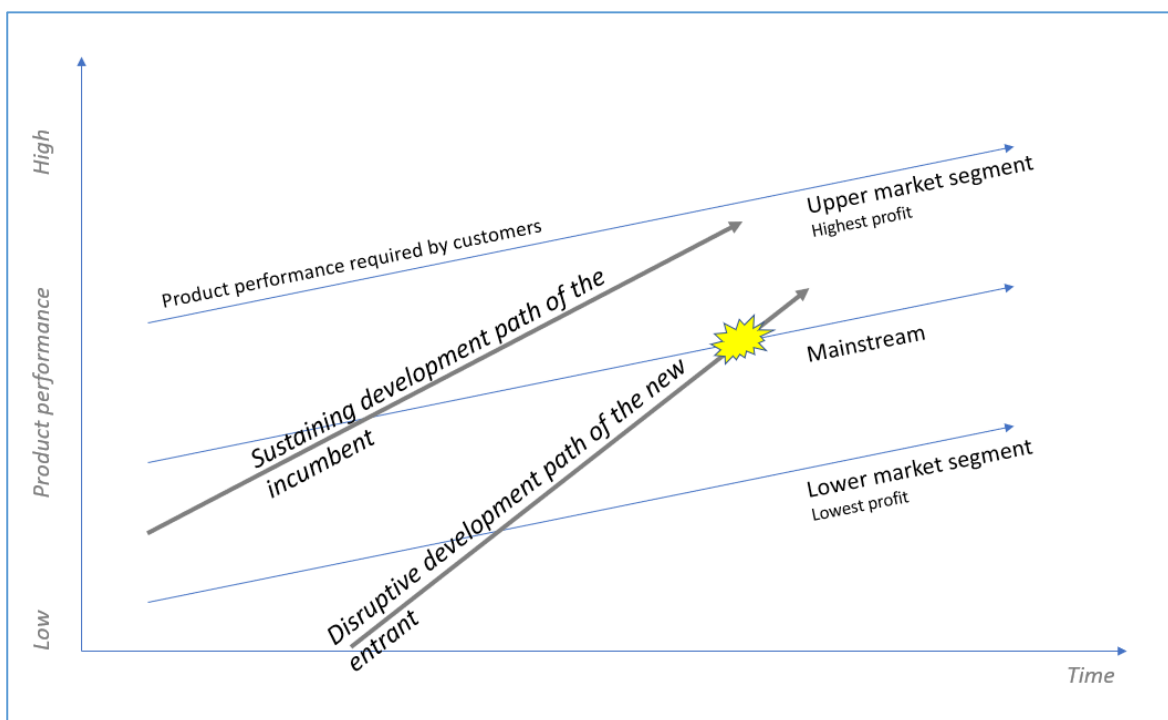 High
Product performance
Low
Product performance required by customers
Sustaining development path of the
incumbent
Disruptive development path of the new
entrant
Upper market segment
Highest profit
Mainstream
Lower market segment
Lowest profit
Time